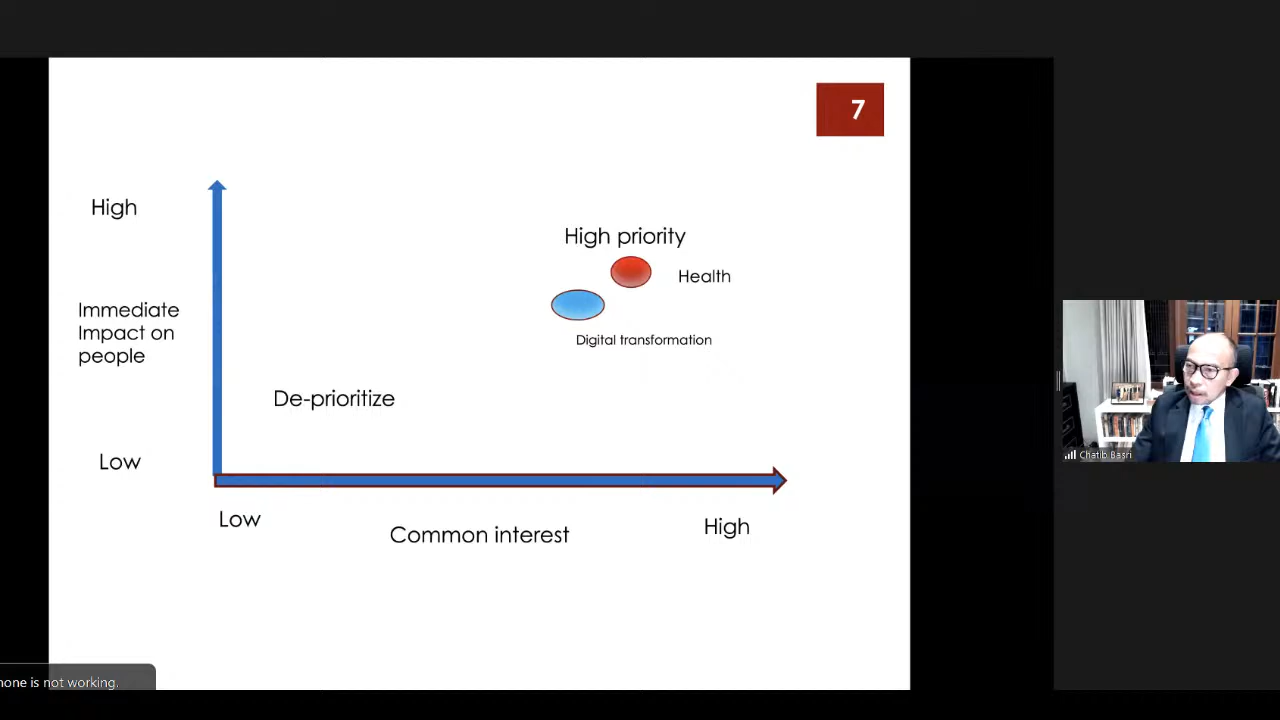 7
High
High priority
Health
Immediate
Impact on
people
Digital transformation
De-prioritize
Low
Low
Common interest
High
Chatib Basri
is not working.